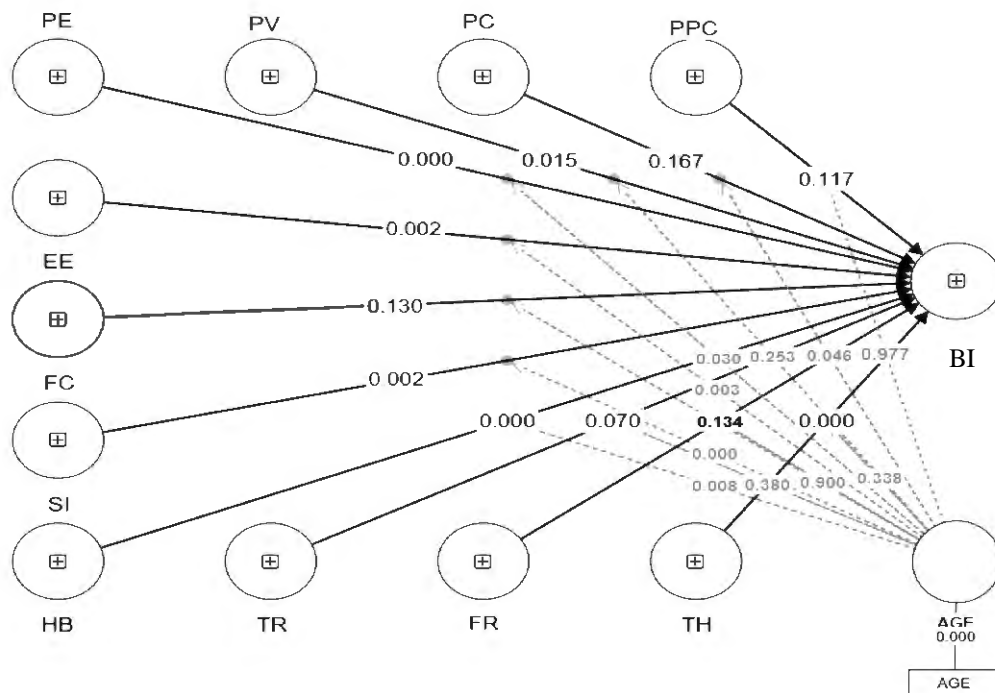 PE PV PC PPC
0.000 0.015 0.167 0.117
0.002
EE
0.130
BI
0.030 0.253 0.046 0.977
FC
0.002
0.003
0.000 0.070 0.134 0.000
0.000
0.008 0.380 0.900 0.338
SI
HB TR FR TH AGE
0.000
AGE